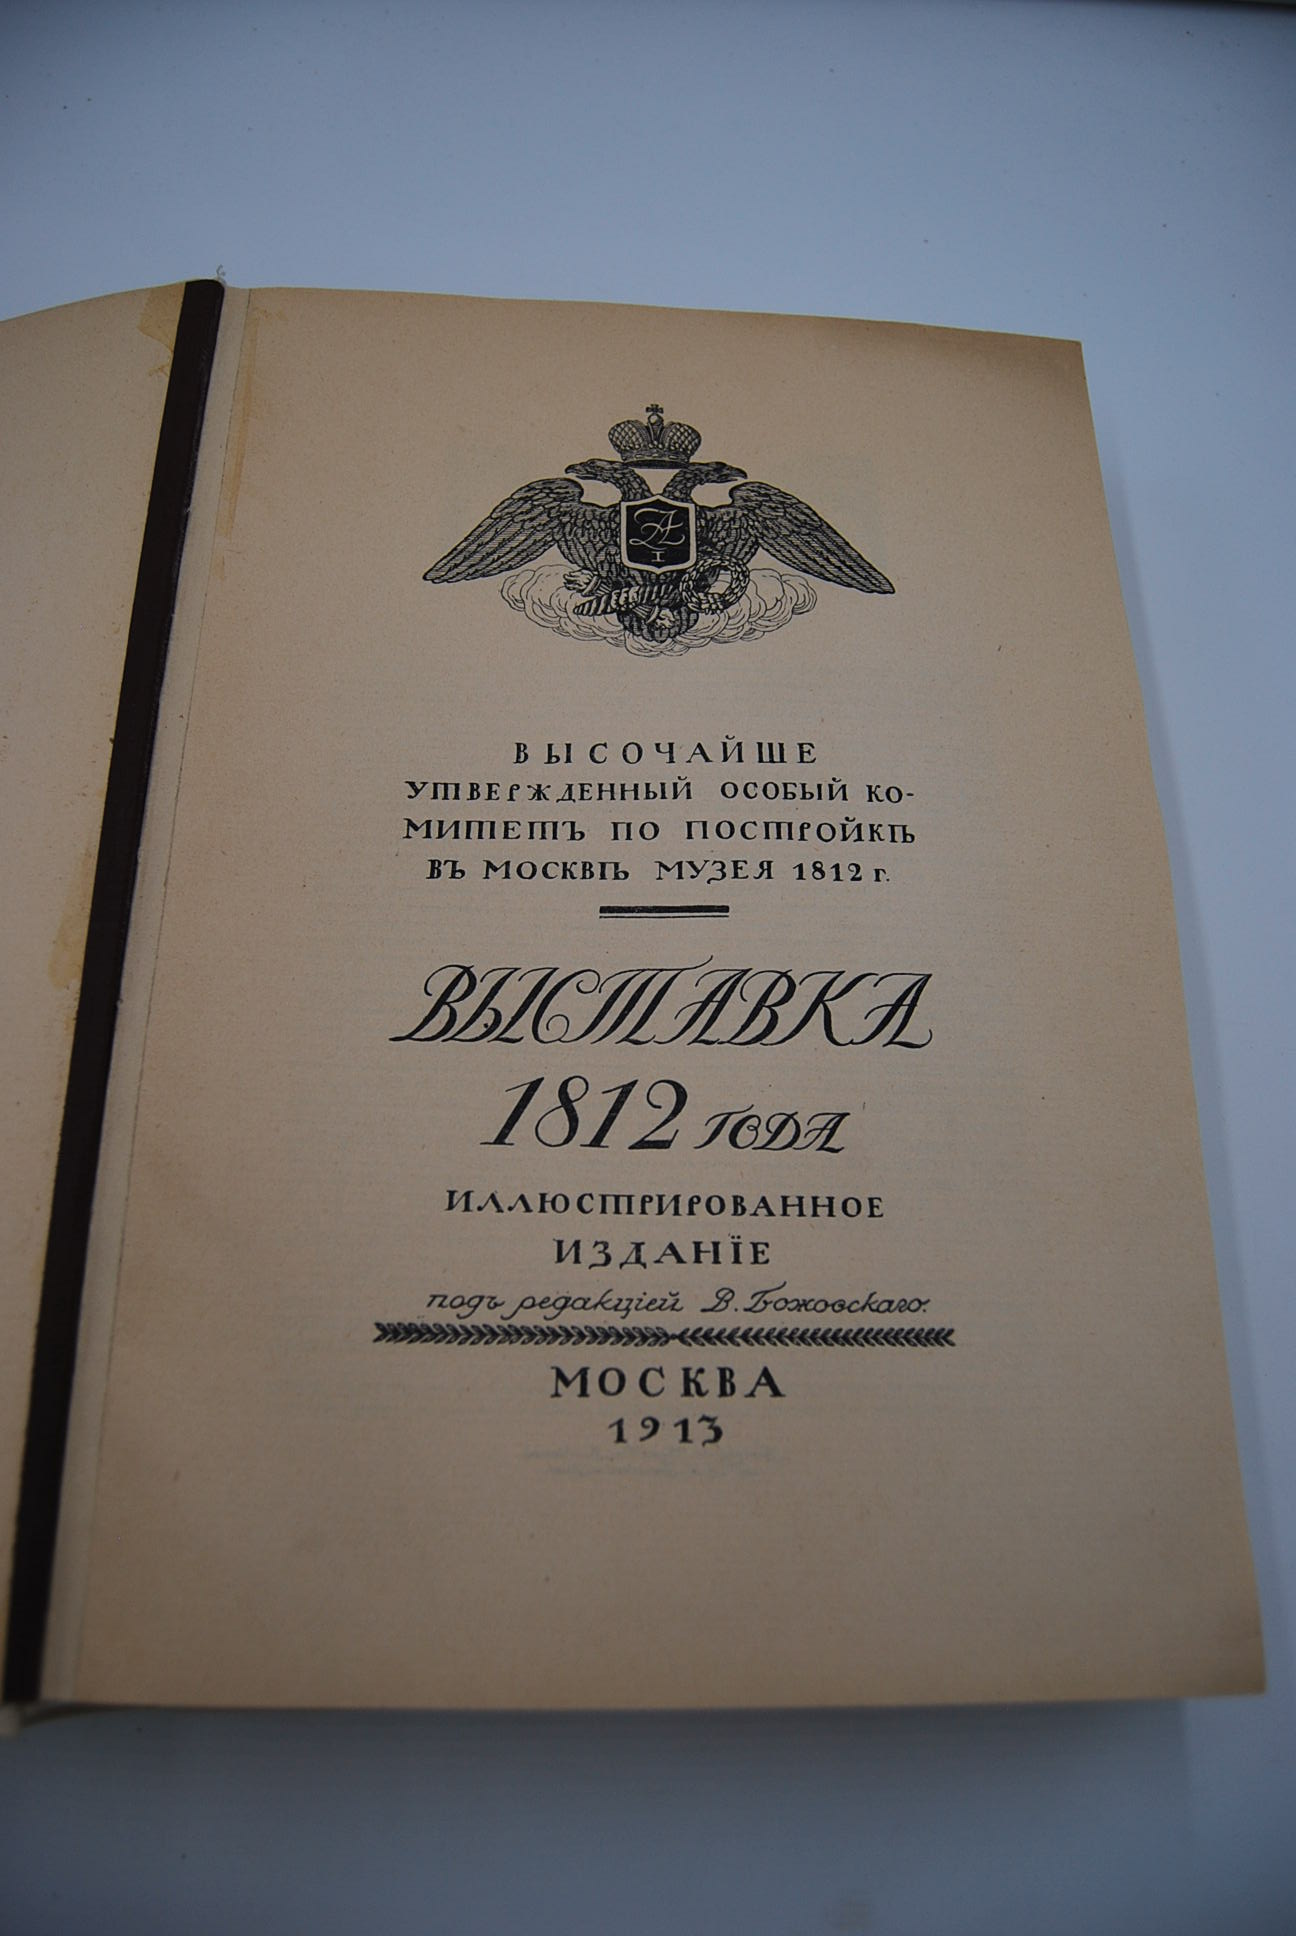 А
I
ВЫСОЧАЙШЕ
УТВЕРЖДЕННЫЙ ОСОБЫЙ КО-
МИТЕТЪ ПО ПОСТРОЙКѢ
ВЪ МОСКВѢ МУЗЕЯ 1812 г.
ВЫСТАВКА
1812 ГОДА
ИЛЛЮСТРИРОВАННОЕ
ИЗДАНЇЕ
подъ редакціей В. Божовскаго.
МОСКВА
1913